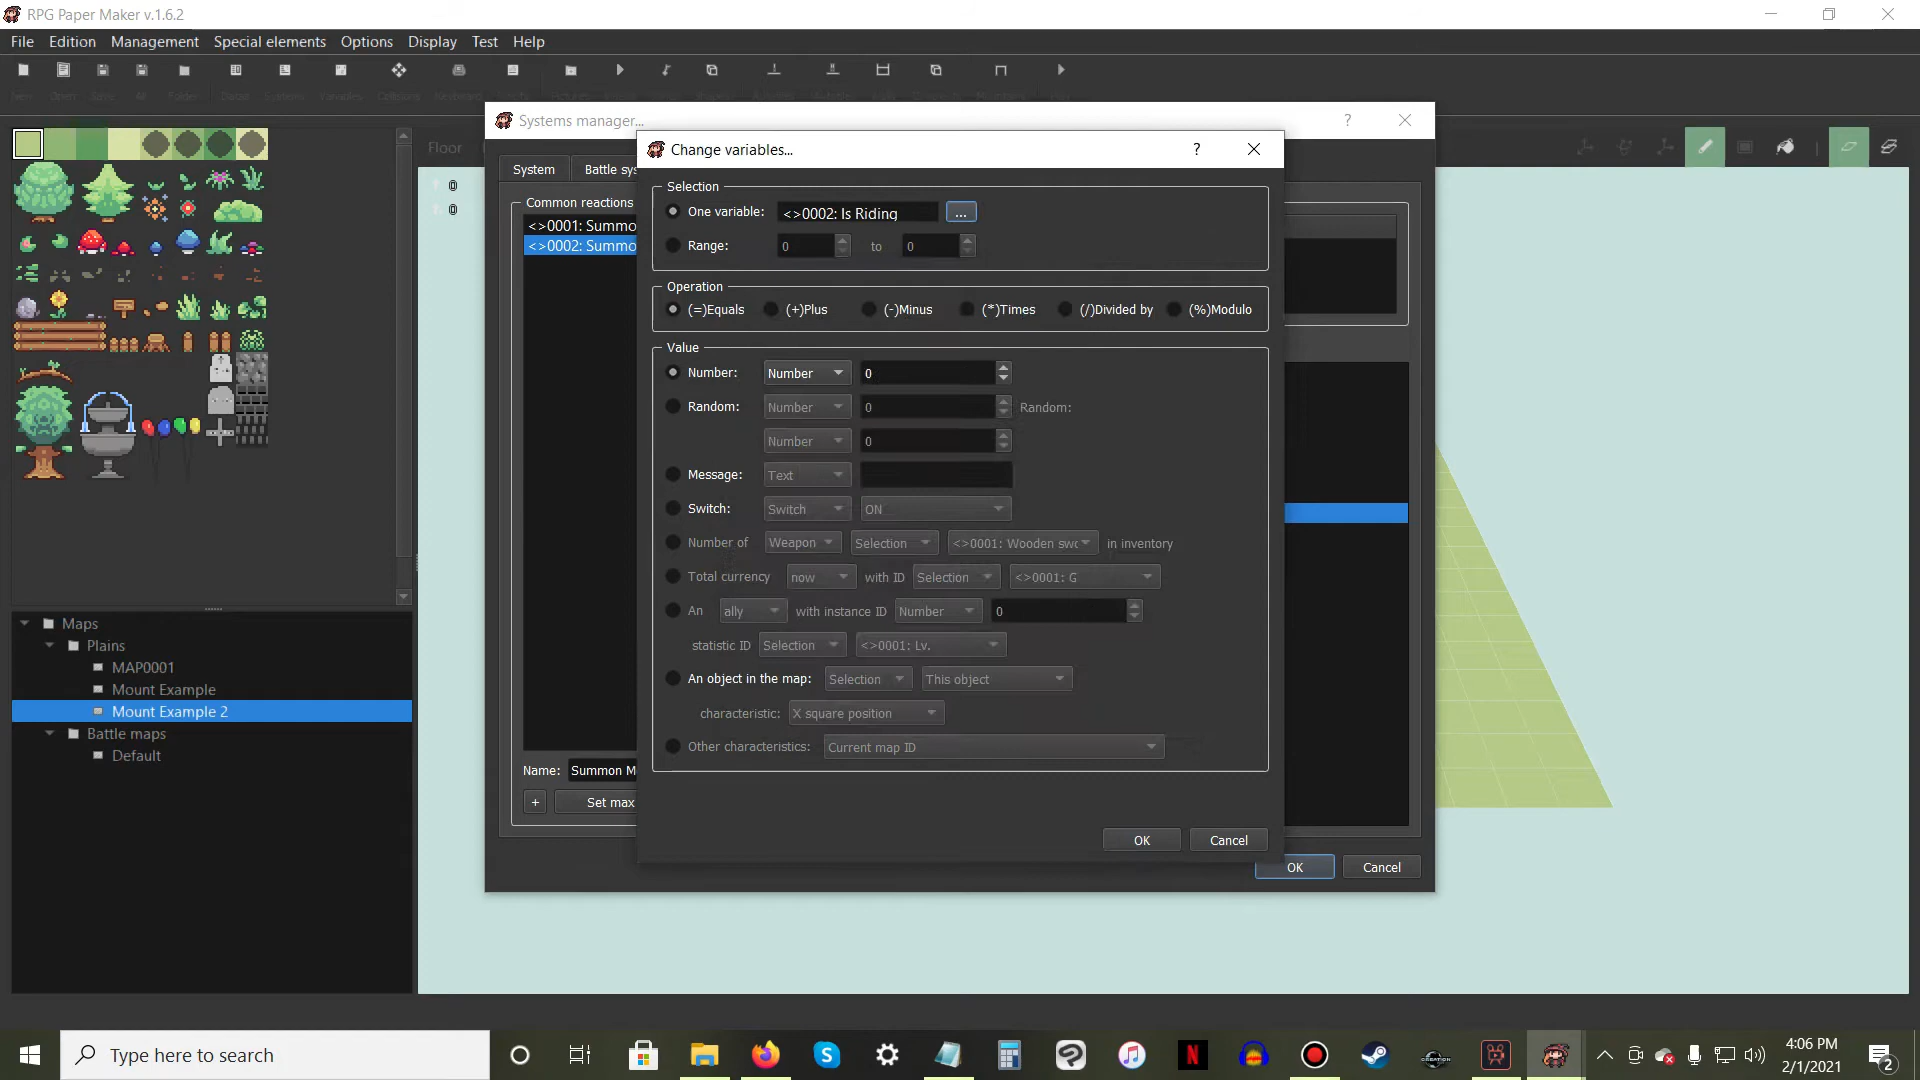 RPG Paper Maker v.1.6.2
File Edition Management Special elements Options Display Test Help
Systems manager...
Floor
0
0
System
Battle sys
Common reactions
<>0001: Summo
<>0002: Summo
Name: Summon M
+ Set max
OK Cancel
Change variables...
Selection
One variable: <>0002: Is Riding ...
Range: 0 to 0
Operation
(=)Equals (+)Plus (-)Minus (*)Times (/)Divided by (%)Modulo
Value
Number: Number 0
Random: Number 0 Random:
Number 0
Message: Text
Switch: Switch ON
Number of Weapon Selection <>0001: Wooden swo in inventory
Total currency now with ID Selection <>0001: G
An ally with instance ID Number 0
statistic ID Selection <>0001: Lv.
An object in the map: Selection This object
characteristic: X square position
Other characteristics: Current map ID
OK Cancel
Maps
Plains
MAP0001
Mount Example
Mount Example 2
Battle maps
Default
Type here to search
4:06 PM
2/1/2021
2